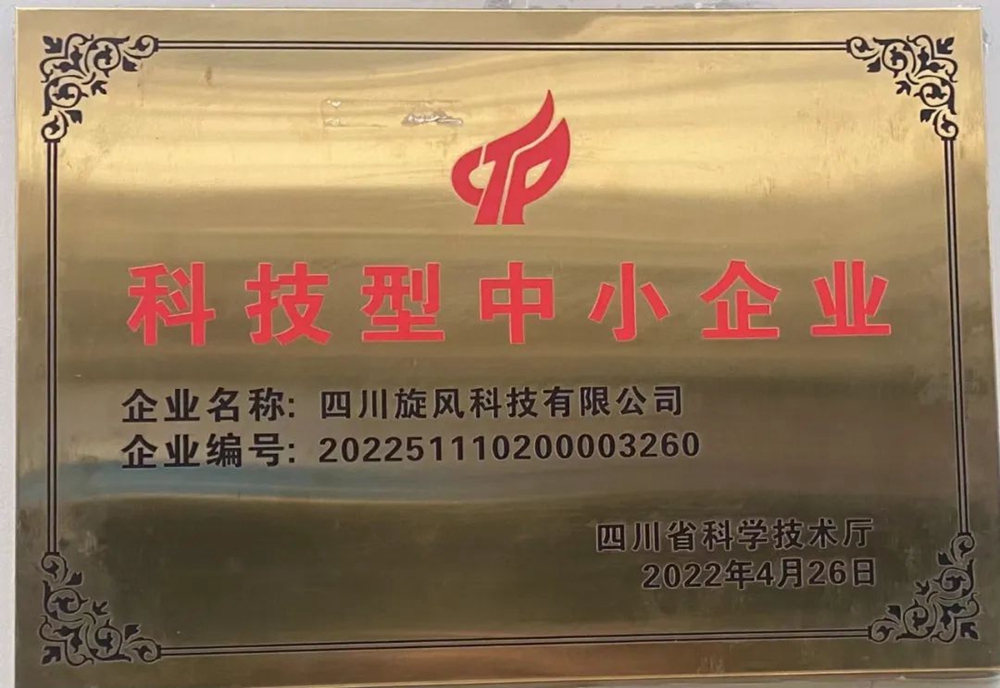 科技型中小企业
企业名称: 四川旋风科技有限公司
企业编号: 202251110200003260
四川省科学技术厅
2022年4月26日